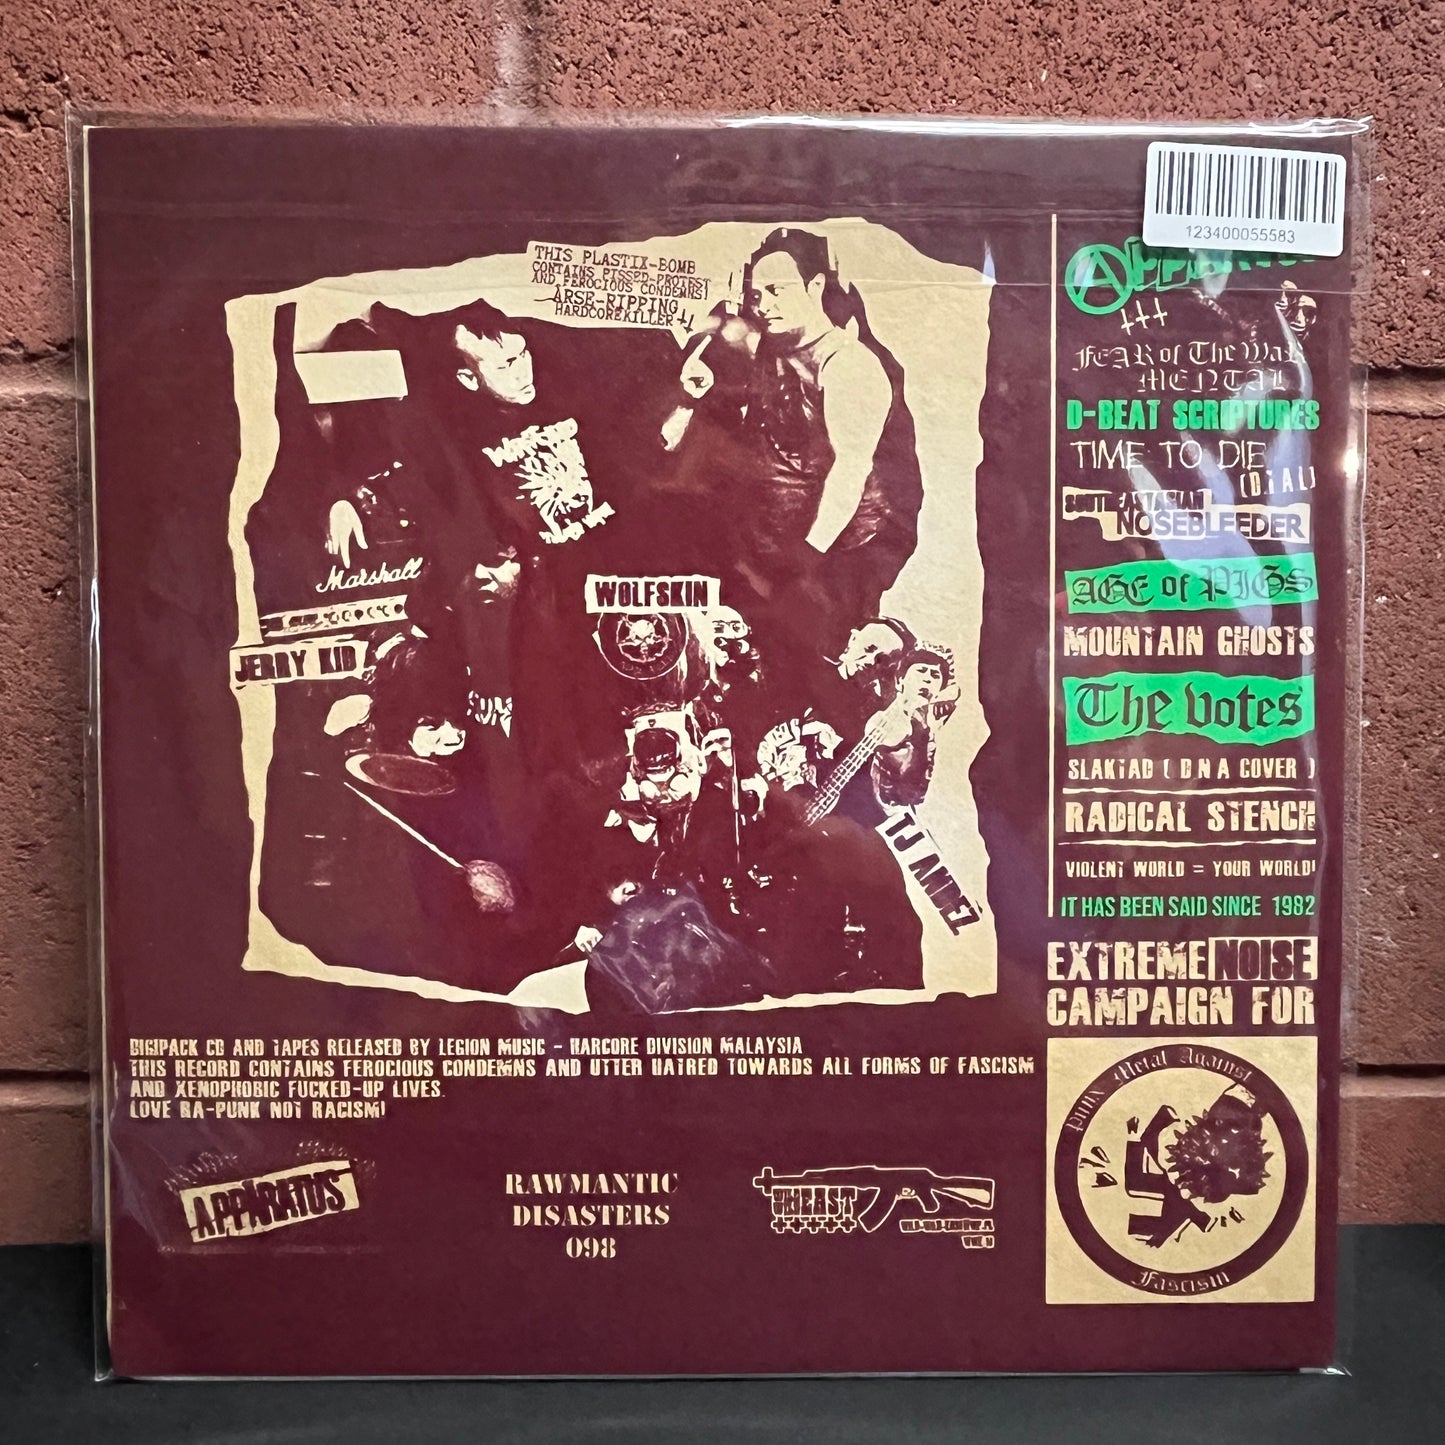 123400055583
THIS PLASTIX-BOMB
CONTAINS PISSED-PROTEST
AND FEROCIOUS CONDEMNS!
ARSE-RIPPING
HARDCOREKILLER
Marshall
JERRY KID
WOLFSKIN
TJ ANDEZ
FEAR of The WaR
MENTAL
D-BEAT SCRIPTURES
TIME TO DIE
(D.i A L)
SOUTHEASTASIAN
NOSEBLEEDER
AGE of PIGS
MOUNTAIN GHOSTS
The Votes
SLAKiAD ( D N A COVER )
RADICAL STENCH
VIOLENT WORLD = YOUR WORLD!
IT HAS BEEN SAID SINCE 1982
EXTREME NOISE
CAMPAIGN FOR
Punx Metal Against
Fascism
DIGIPACK CD AND TAPES RELEASED BY LEGION MUSIC - HARCORE DIVISION MALAYSIA
THIS RECORD CONTAINS FEROCIOUS CONDEMNS AND UTTER HATRED TOWARDS ALL FORMS OF FASCISM
AND XENOPHOBIC FUCKED-UP LIVES.
LOVE RA-PUNK NOT RACISM!
APPARATUS
RAWMANTIC
DISASTERS
098